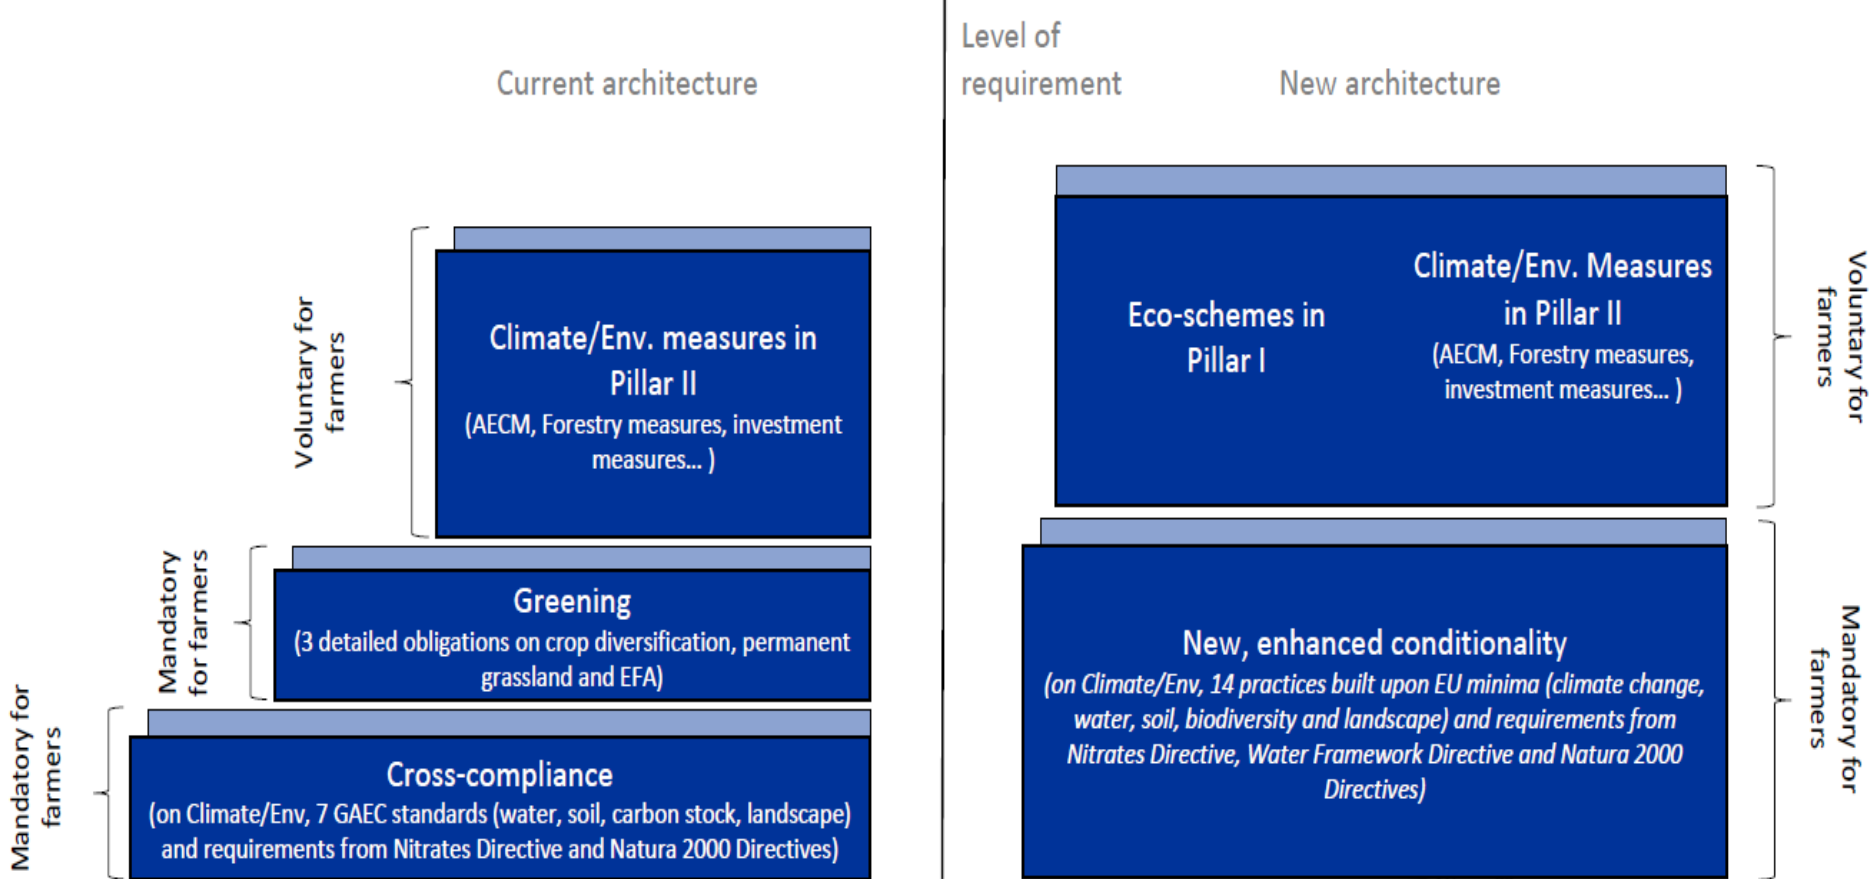 Current architecture
Voluntary for
farmers
Climate/Env. measures in
Pillar II
(AECM, Forestry measures, investment
measures... )
Mandatory
for farmers
Greening
(3 detailed obligations on crop diversification, permanent
grassland and EFA)
Mandatory for
farmers
Cross-compliance
(on Climate/Env, 7 GAEC standards (water, soil, carbon stock, landscape)
and requirements from Nitrates Directive and Natura 2000 Directives)
Level of
requirement
New architecture
Eco-schemes in
Pillar I
Climate/Env. Measures
in Pillar II
(AECM, Forestry measures,
investment measures... )
Voluntary for
farmers
New, enhanced conditionality
(on Climate/Env, 14 practices built upon EU minima (climate change,
water, soil, biodiversity and landscape) and requirements from
Nitrates Directive, Water Framework Directive and Natura 2000
Directives)
Mandatory for
farmers